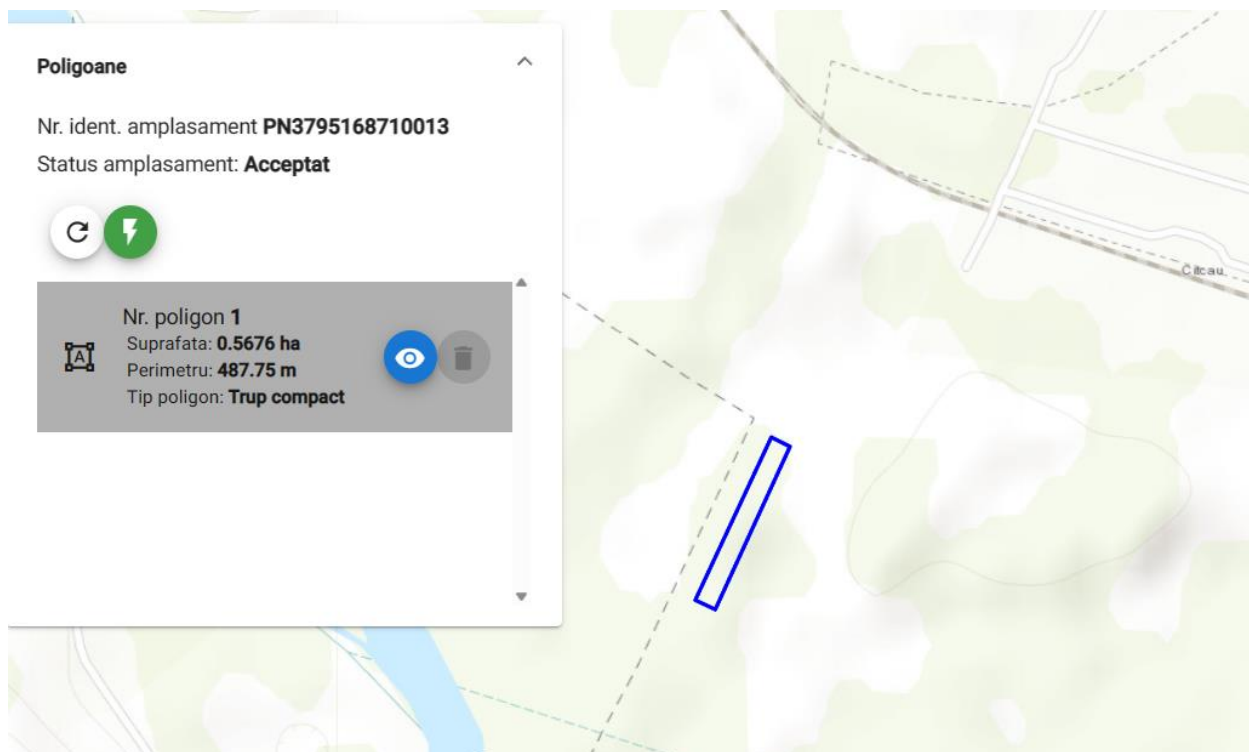 Poligoane
Nr. ident. amplasament PN3795168710013
Status amplasament: Acceptat
Nr. poligon 1
Suprafata: 0.5676 ha
Perimetru: 487.75 m
Tip poligon: Trup compact
A
Citcau